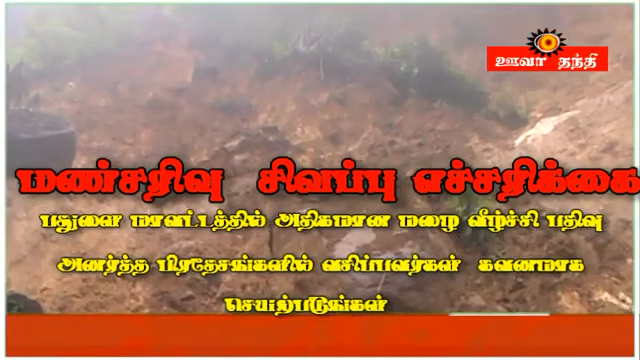 ஊவா தந்தி
மண்சரிவு சிவப்பு எச்சரிக்கை
பதுளை மாவட்டத்தில் அதிகமான மழை வீழ்ச்சி பதிவு
அனர்த்த பிரதேசங்களில் வசிப்பவர்கள் கவனமாக
செயற்படுங்கள்